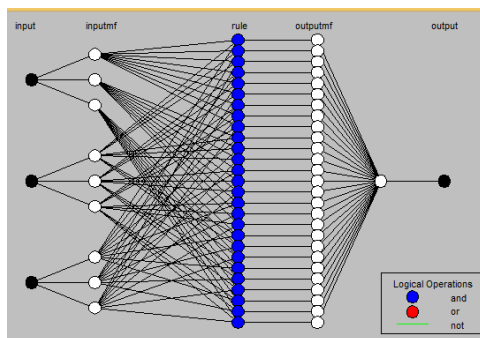 input inputmf rule outputmf output
Logical Operations
and
or
not